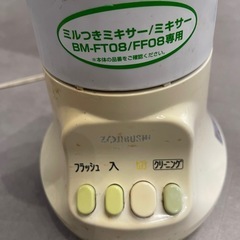 ミルつきミキサー/ミキサー
BM-FT08/FF08専用
＊本体の品番をご確認ください。
ZOJIRUSHI
フラッシュ 入 切 クリーニング